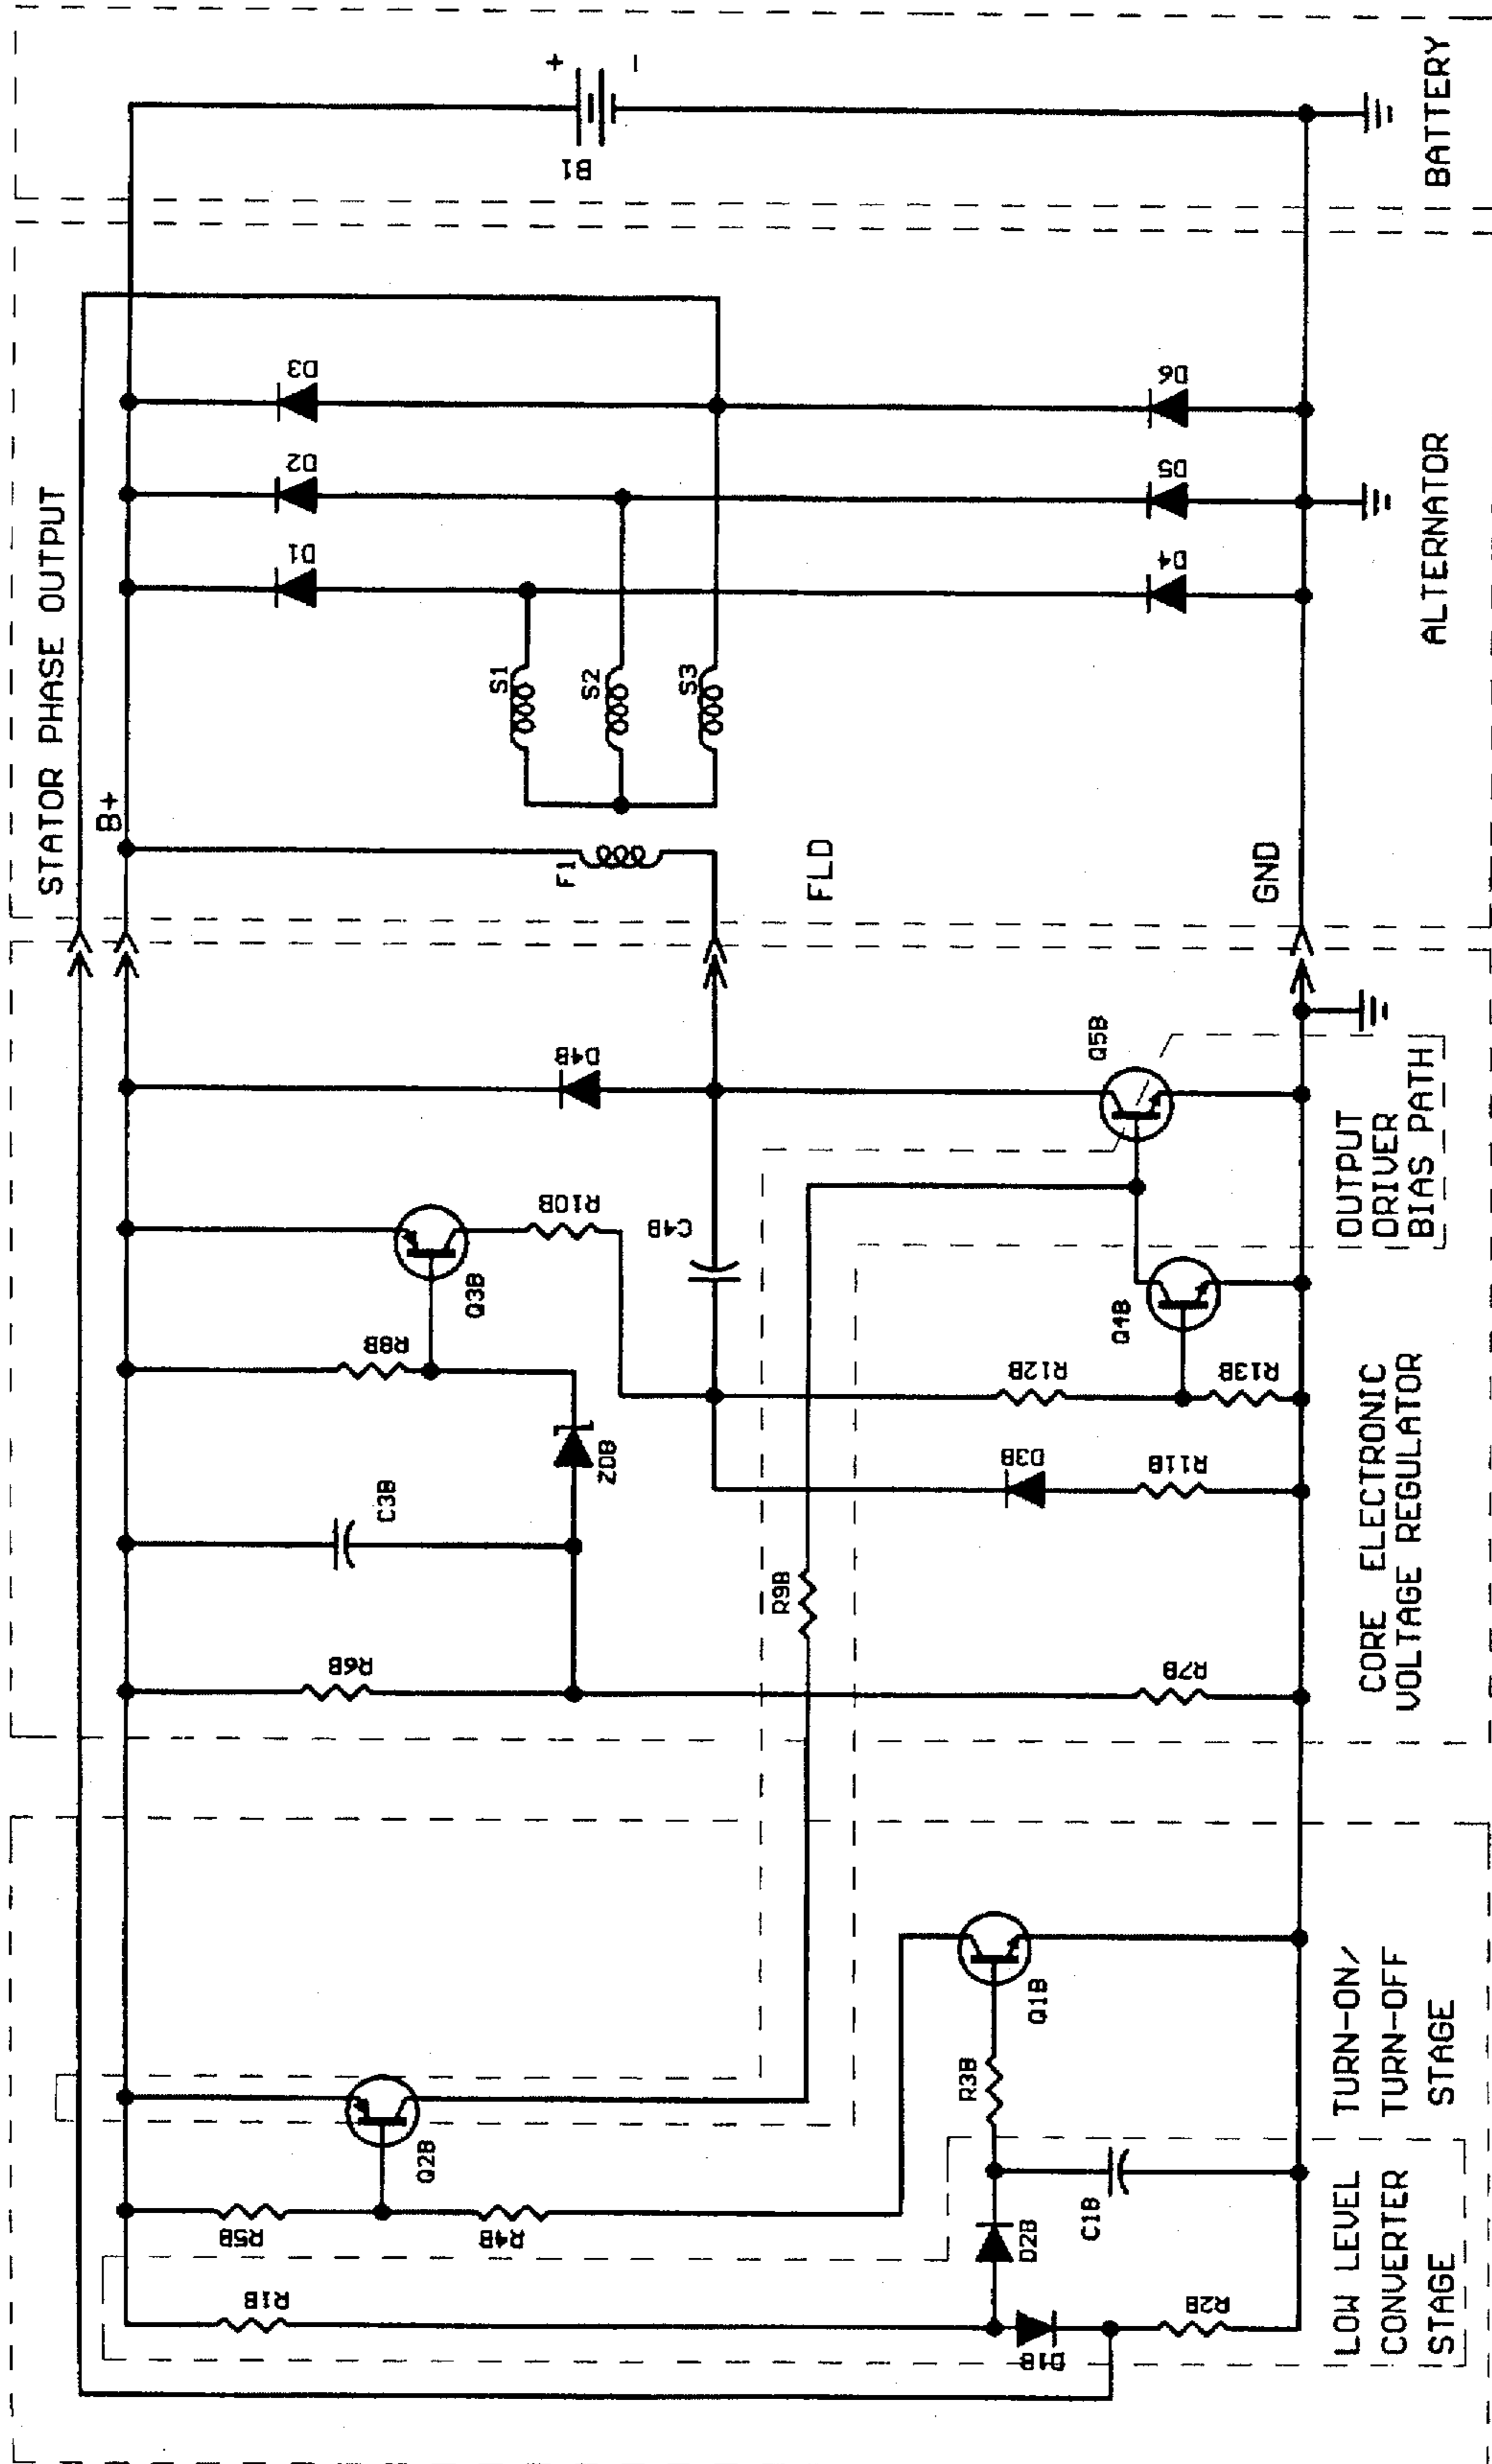 STATOR PHASE OUTPUT
B+
F1
FLD
GND
S1
S2
S3
D1
D2
D3
D4
D5
D6
ALTERNATOR
+
-
B1
BATTERY
D4B
Q5B
OUTPUT
DRIVER
BIAS PATH
R10B
C4B
Q3B
R8B
Q4B
R12B
R13B
ZDB
D3B
R11B
C3B
R9B
R6B
R7B
CORE ELECTRONIC
VOLTAGE REGULATOR
Q1B
R3B
Q2B
R5B
R4B
C1B
D2B
R1B
D1B
R2B
LOW LEVEL
CONVERTER
STAGE
TURN-ON/
TURN-OFF
STAGE